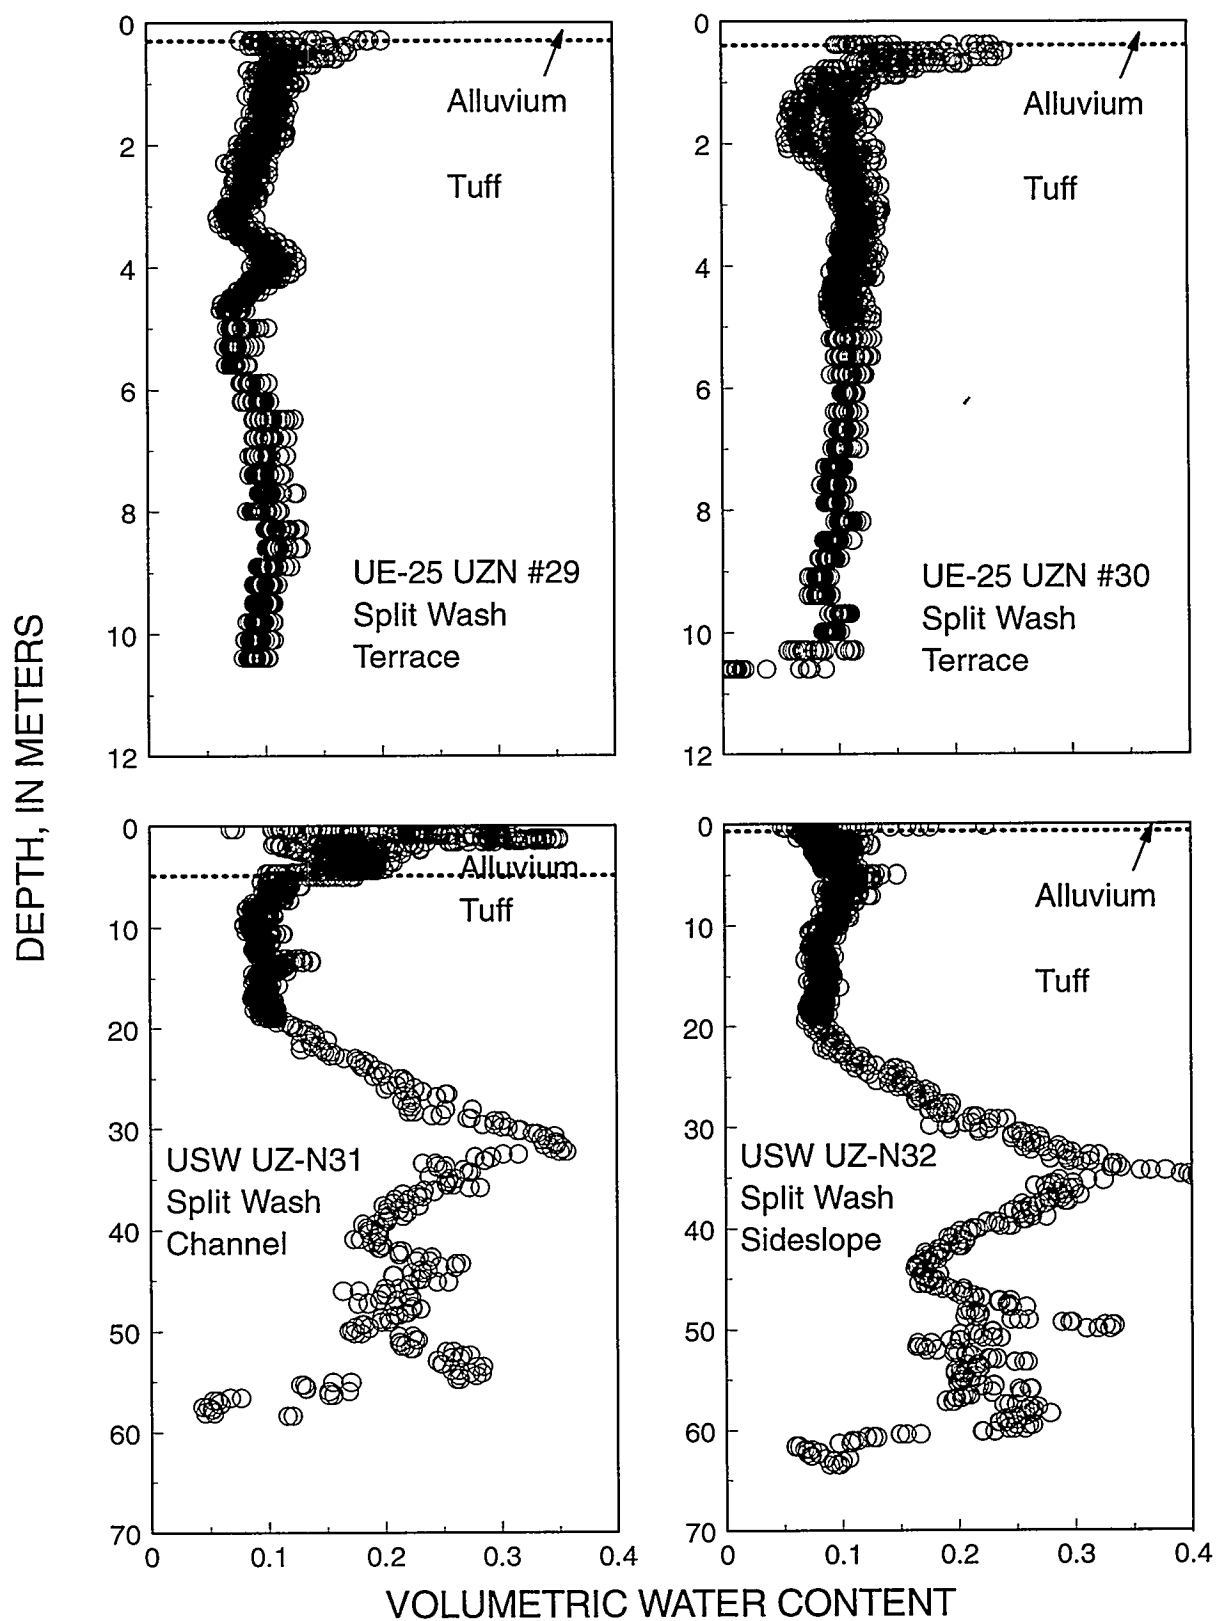 DEPTH, IN METERS
0
2
4
6
8
10
12
Alluvium
Tuff
UE-25 UZN #29
Split Wash
Terrace
0
2
4
6
8
10
12
Alluvium
Tuff
UE-25 UZN #30
Split Wash
Terrace
0
10
20
30
40
50
60
70
Alluvium
Tuff
USW UZ-N31
Split Wash
Channel
0 0.1 0.2 0.3 0.4
0
10
20
30
40
50
60
70
Alluvium
Tuff
USW UZ-N32
Split Wash
Sideslope
0 0.1 0.2 0.3 0.4
VOLUMETRIC WATER CONTENT